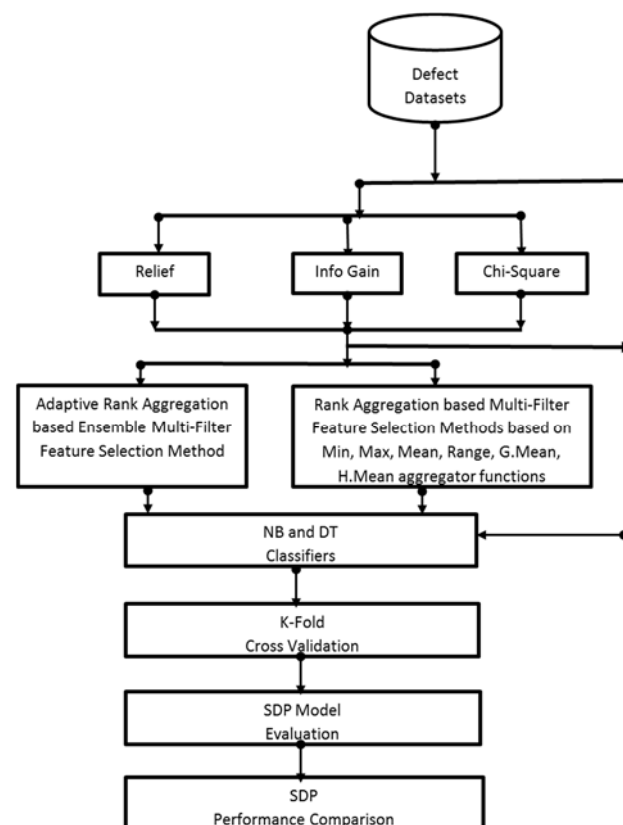 Defect
Datasets
Relief
Info Gain
Chi-Square
Adaptive Rank Aggregation
based Ensemble Multi-Filter
Feature Selection Method
Rank Aggregation based Multi-Filter
Feature Selection Methods based on
Min, Max, Mean, Range, G.Mean,
H.Mean aggregator functions
NB and DT
Classifiers
K-Fold
Cross Validation
SDP Model
Evaluation
SDP
Performance Comparison